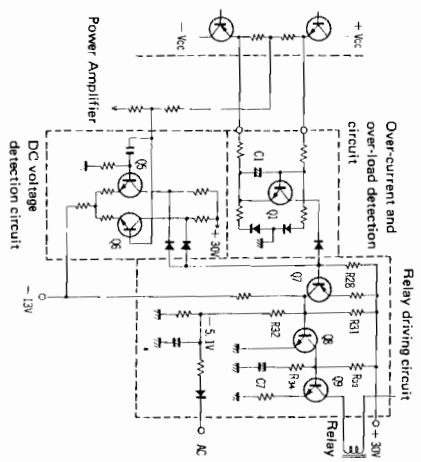 Power Amplifier
− Vcc
+ Vcc
DC voltage
detection circuit
Over-current and
over-load detection
circuit
Relay driving circuit
C1
Q1
Q5
Q6
+ 30V
Q7
R28
R31
R32
Q8
R33
R34
Q9
C7
− 5.1V
− 13V
AC
Relay
+ 30V